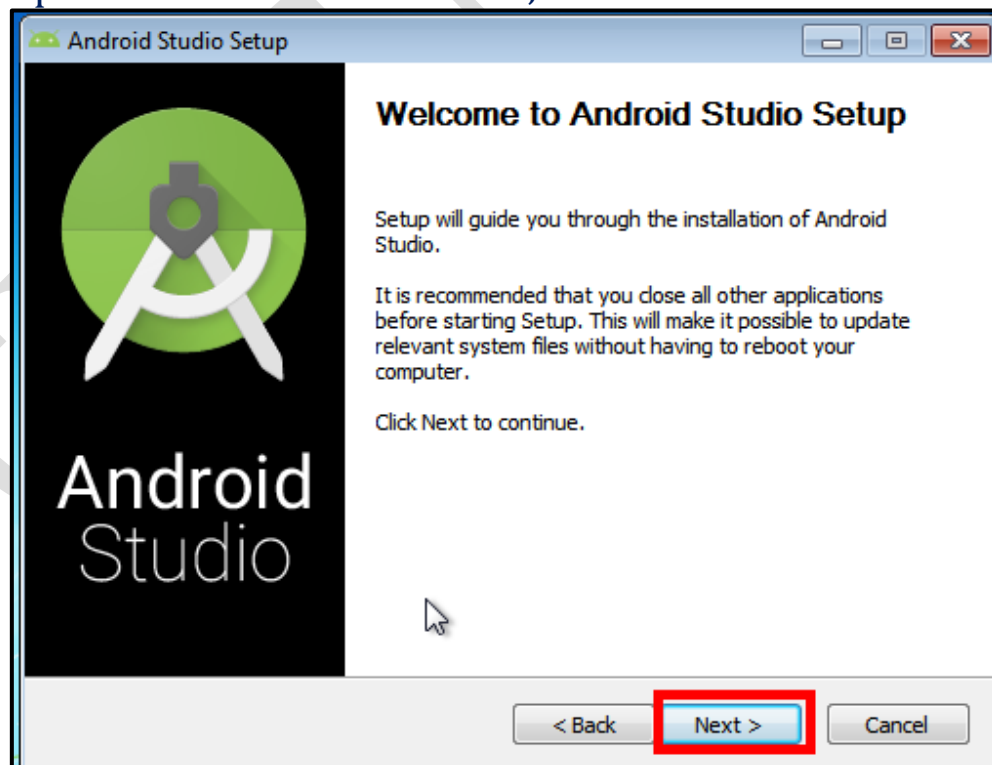 Android Studio Setup
Welcome to Android Studio Setup
Setup will guide you through the installation of Android
Studio.
It is recommended that you close all other applications
before starting Setup. This will make it possible to update
relevant system files without having to reboot your
computer.
Click Next to continue.
Android
Studio
< Back
Next >
Cancel